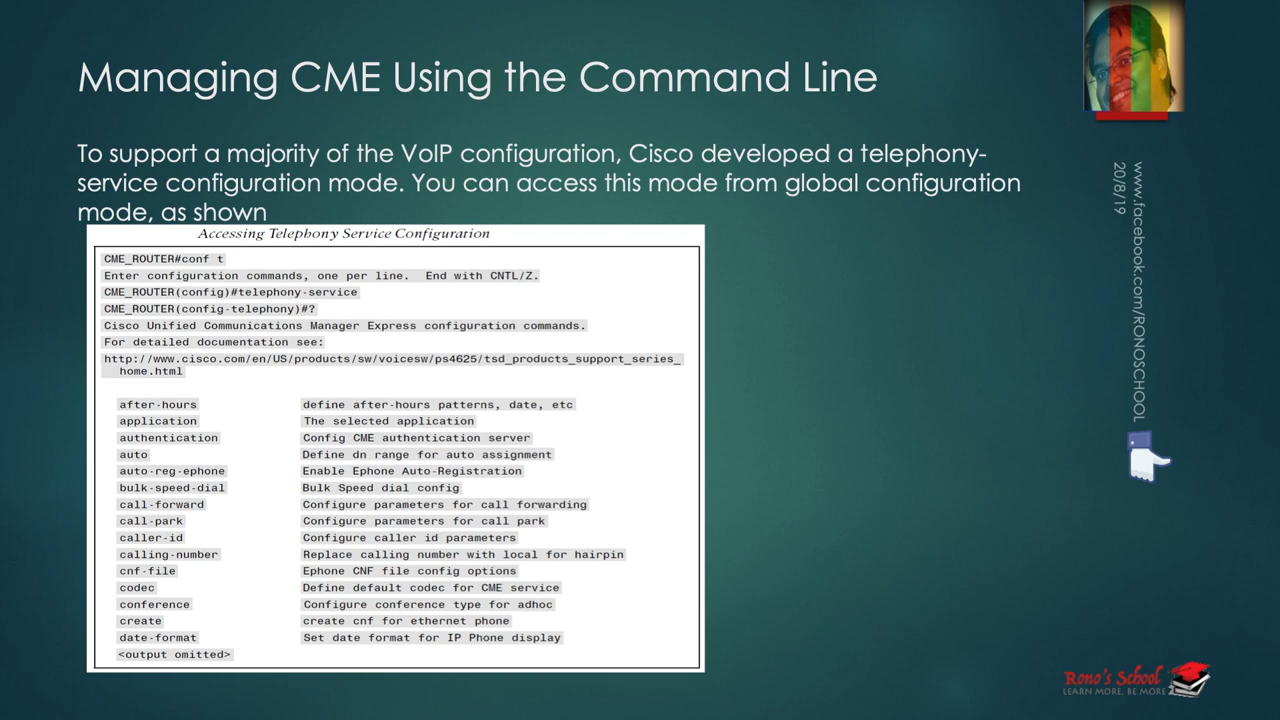 Managing CME Using the Command Line
To support a majority of the VoIP configuration, Cisco developed a telephony-
service configuration mode. You can access this mode from global configuration
mode, as shown
Accessing Telephony Service Configuration
CME_ROUTER#conf t
Enter configuration commands, one per line.  End with CNTL/Z.
CME_ROUTER(config)#telephony-service
CME_ROUTER(config-telephony)#?
Cisco Unified Communications Manager Express configuration commands.
For detailed documentation see:
http://www.cisco.com/en/US/products/sw/voicesw/ps4625/tsd_products_support_series_
home.html
after-hours define after-hours patterns, date, etc
application The selected application
authentication Config CME authentication server
auto Define dn range for auto assignment
auto-reg-ephone Enable Ephone Auto-Registration
bulk-speed-dial Bulk Speed dial config
call-forward Configure parameters for call forwarding
call-park Configure parameters for call park
caller-id Configure caller id parameters
calling-number Replace calling number with local for hairpin
cnf-file Ephone CNF file config options
codec Define default codec for CME service
conference Configure conference type for adhoc
create create cnf for ethernet phone
date-format Set date format for IP Phone display
<output omitted>
www.facebook.com/RONOSCHOOL
20/8/19
Rono's School
LEARN MORE, BE MORE